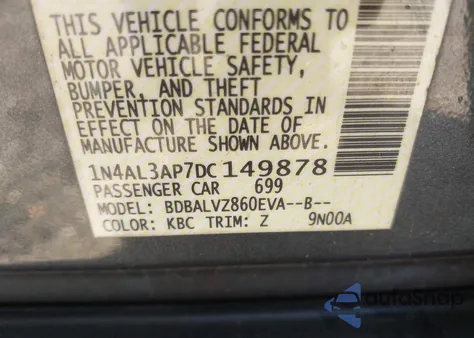 THIS VEHICLE CONFORMS TO
ALL APPLICABLE FEDERAL
MOTOR VEHICLE SAFETY,
BUMPER, AND THEFT
PREVENTION STANDARDS IN
EFFECT ON THE DATE OF
MANUFACTURE SHOWN ABOVE.
1N4AL3AP7DC149878
PASSENGER CAR 699
MODEL: BDBALVZ860EVA--B--
COLOR: KBC TRIM: Z 9N00A
autoShop